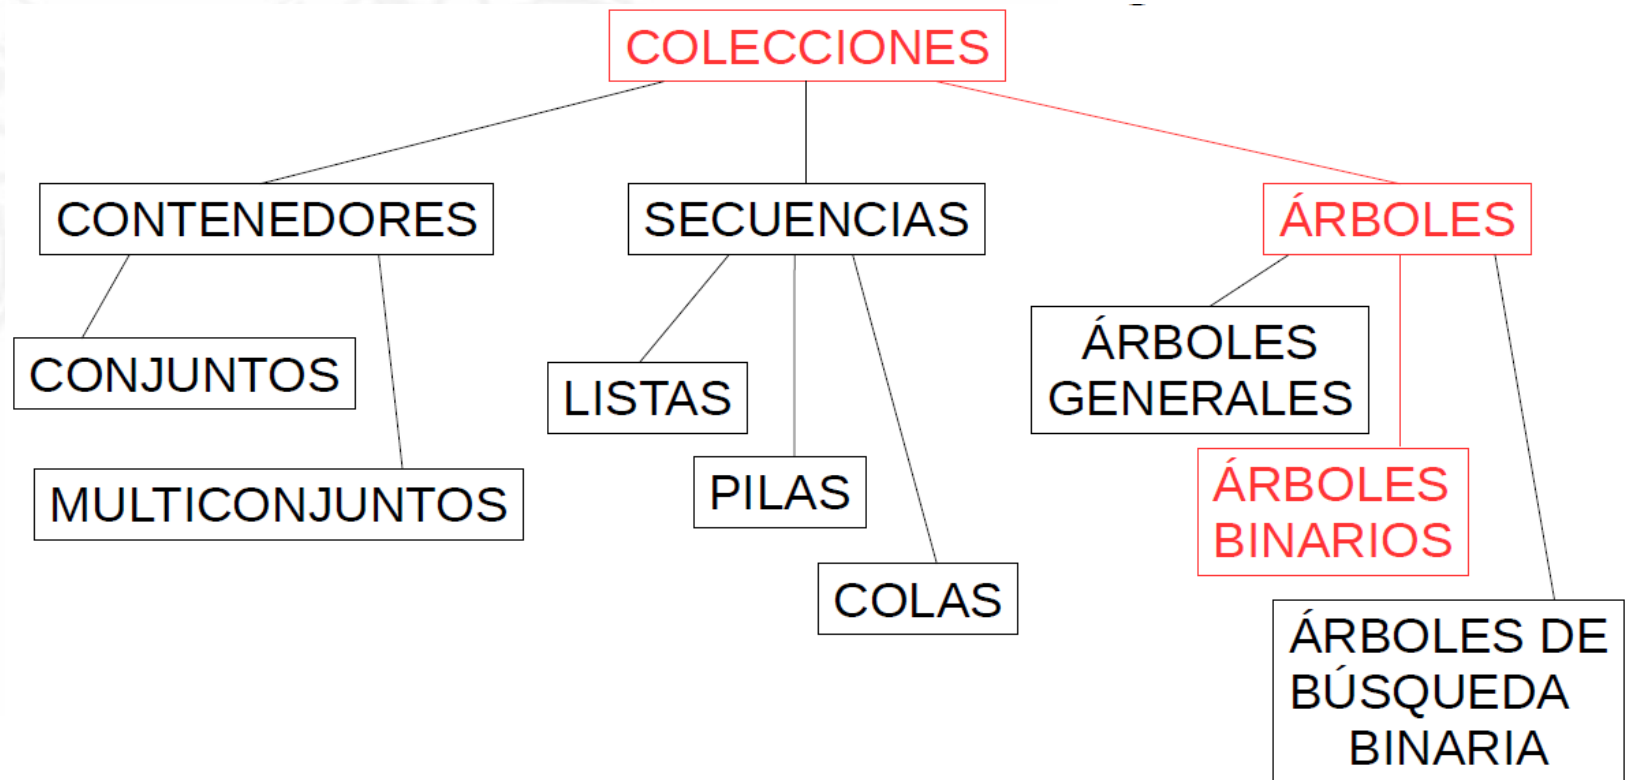 COLECCIONES
CONTENEDORES
SECUENCIAS
ÁRBOLES
CONJUNTOS
MULTICONJUNTOS
LISTAS
PILAS
COLAS
ÁRBOLES
GENERALES
ÁRBOLES
BINARIOS
ÁRBOLES DE
BÚSQUEDA
BINARIA